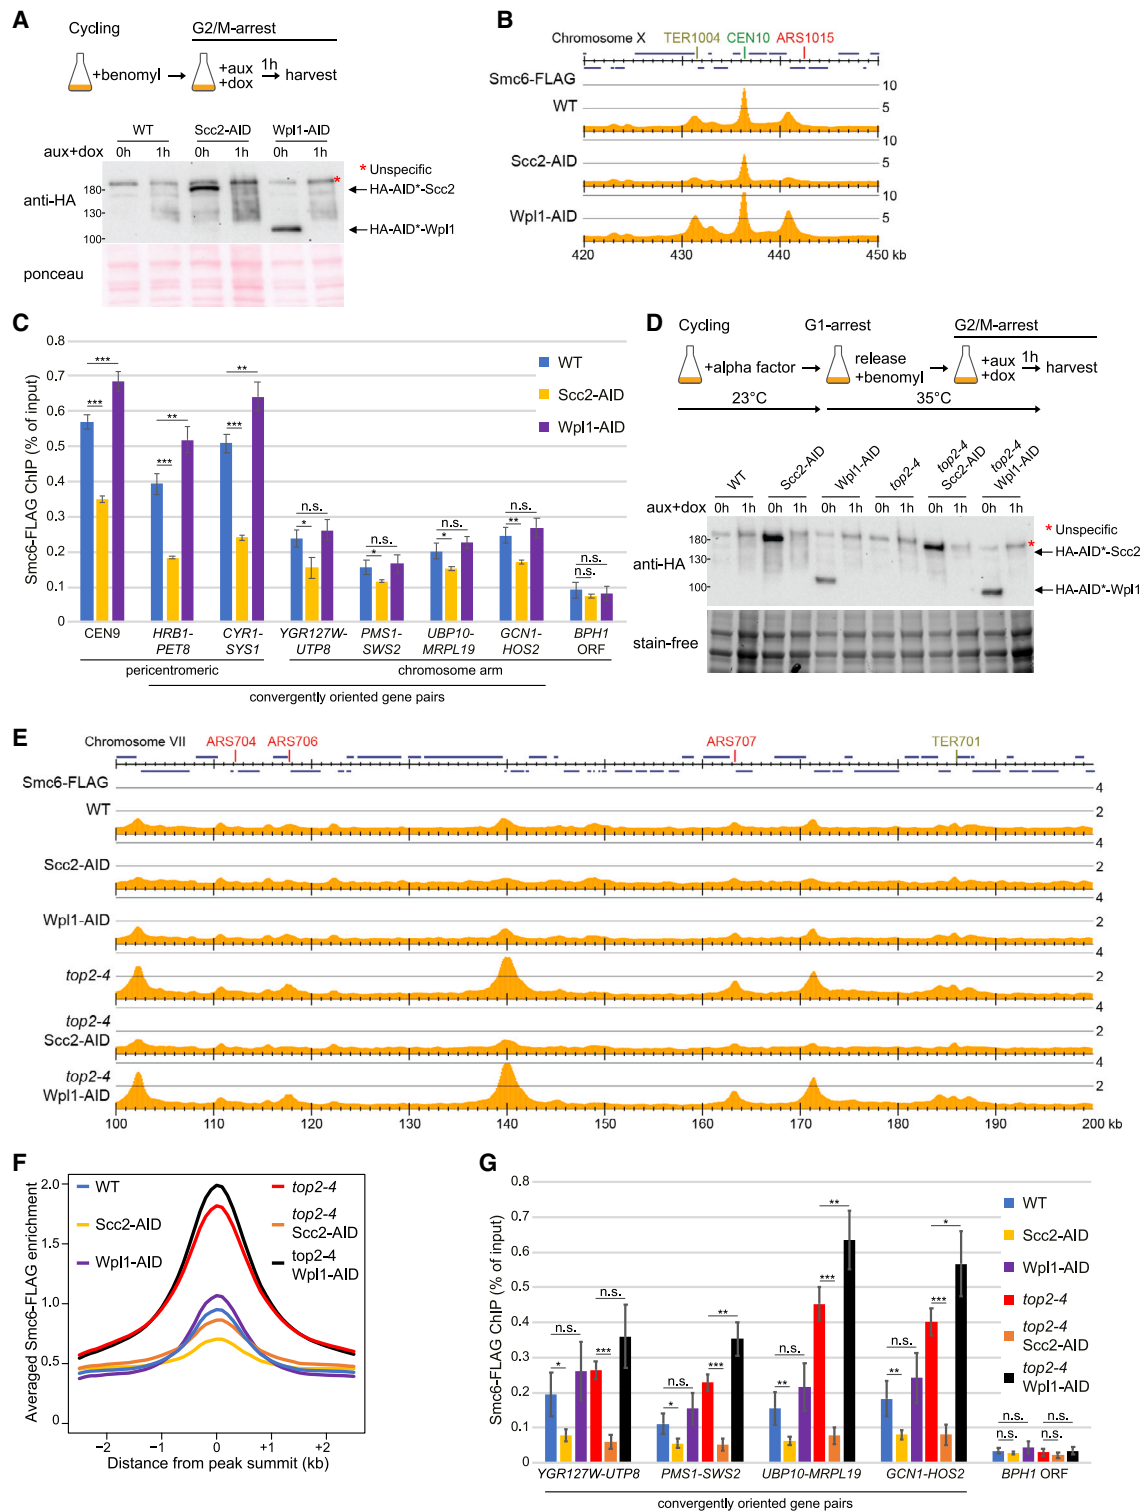 A
Cycling
G2/M-arrest
+benomyl
+aux
+dox
1h
harvest
WT
Scc2-AID
Wpl1-AID
aux+dox
0h 1h 0h 1h 0h 1h
* Unspecific
*
anti-HA
180
130
100
HA-AID*-Scc2
HA-AID*-Wpl1
ponceau
B
Chromosome X
TER1004
CEN10
ARS1015
Smc6-FLAG
WT
10
5
Scc2-AID
10
5
Wpl1-AID
10
5
420 430 440 450
kb
C
Smc6-FLAG ChIP (% of input)
0.8
0.7
0.6
0.5
0.4
0.3
0.2
0.1
0
WT
Scc2-AID
Wpl1-AID
*** ***
*** **
*** **
* n.s.
* n.s.
* n.s.
** n.s.
n.s. n.s.
CEN9
HRB1-
PET8
CYR1-
SYS1
YGR127W-
UTP8
PMS1-
SWS2
UBP10-
MRPL19
GCN1-
HOS2
BPH1
ORF
pericentromeric
chromosome arm
convergently oriented gene pairs
D
Cycling
G1-arrest
G2/M-arrest
+alpha factor
release
+benomyl
+aux
+dox
1h
harvest
23°C
35°C
WT
Scc2-AID
Wpl1-AID
top2-4
top2-4
Scc2-AID
top2-4
Wpl1-AID
aux+dox
0h 1h 0h 1h 0h 1h 0h 1h 0h 1h 0h 1h
* Unspecific
*
anti-HA
180
130
100
HA-AID*-Scc2
HA-AID*-Wpl1
stain-free
E
Chromosome VII
ARS704
ARS706
ARS707
TER701
Smc6-FLAG
WT
4
2
Scc2-AID
4
2
Wpl1-AID
4
2
top2-4
4
2
top2-4
Scc2-AID
4
2
top2-4
Wpl1-AID
4
2
100 110 120 130 140 150 160 170 180 190 200 kb
F
Averaged Smc6-FLAG enrichment
2.0
1.5
1.0
0.5
0
WT
Scc2-AID
Wpl1-AID
top2-4
top2-4
Scc2-AID
top2-4
Wpl1-AID
−2 −1 0 +1 +2
Distance from peak summit (kb)
G
Smc6-FLAG ChIP (% of input)
0.8
0.7
0.6
0.5
0.4
0.3
0.2
0.1
0
WT
Scc2-AID
Wpl1-AID
top2-4
top2-4
Scc2-AID
top2-4
Wpl1-AID
n.s. * n.s. ***
n.s. * ** ***
n.s. ** ** ***
n.s. ** * ***
n.s. n.s. n.s. n.s.
YGR127W-UTP8
PMS1-SWS2
UBP10-MRPL19
GCN1-HOS2
BPH1 ORF
convergently oriented gene pairs